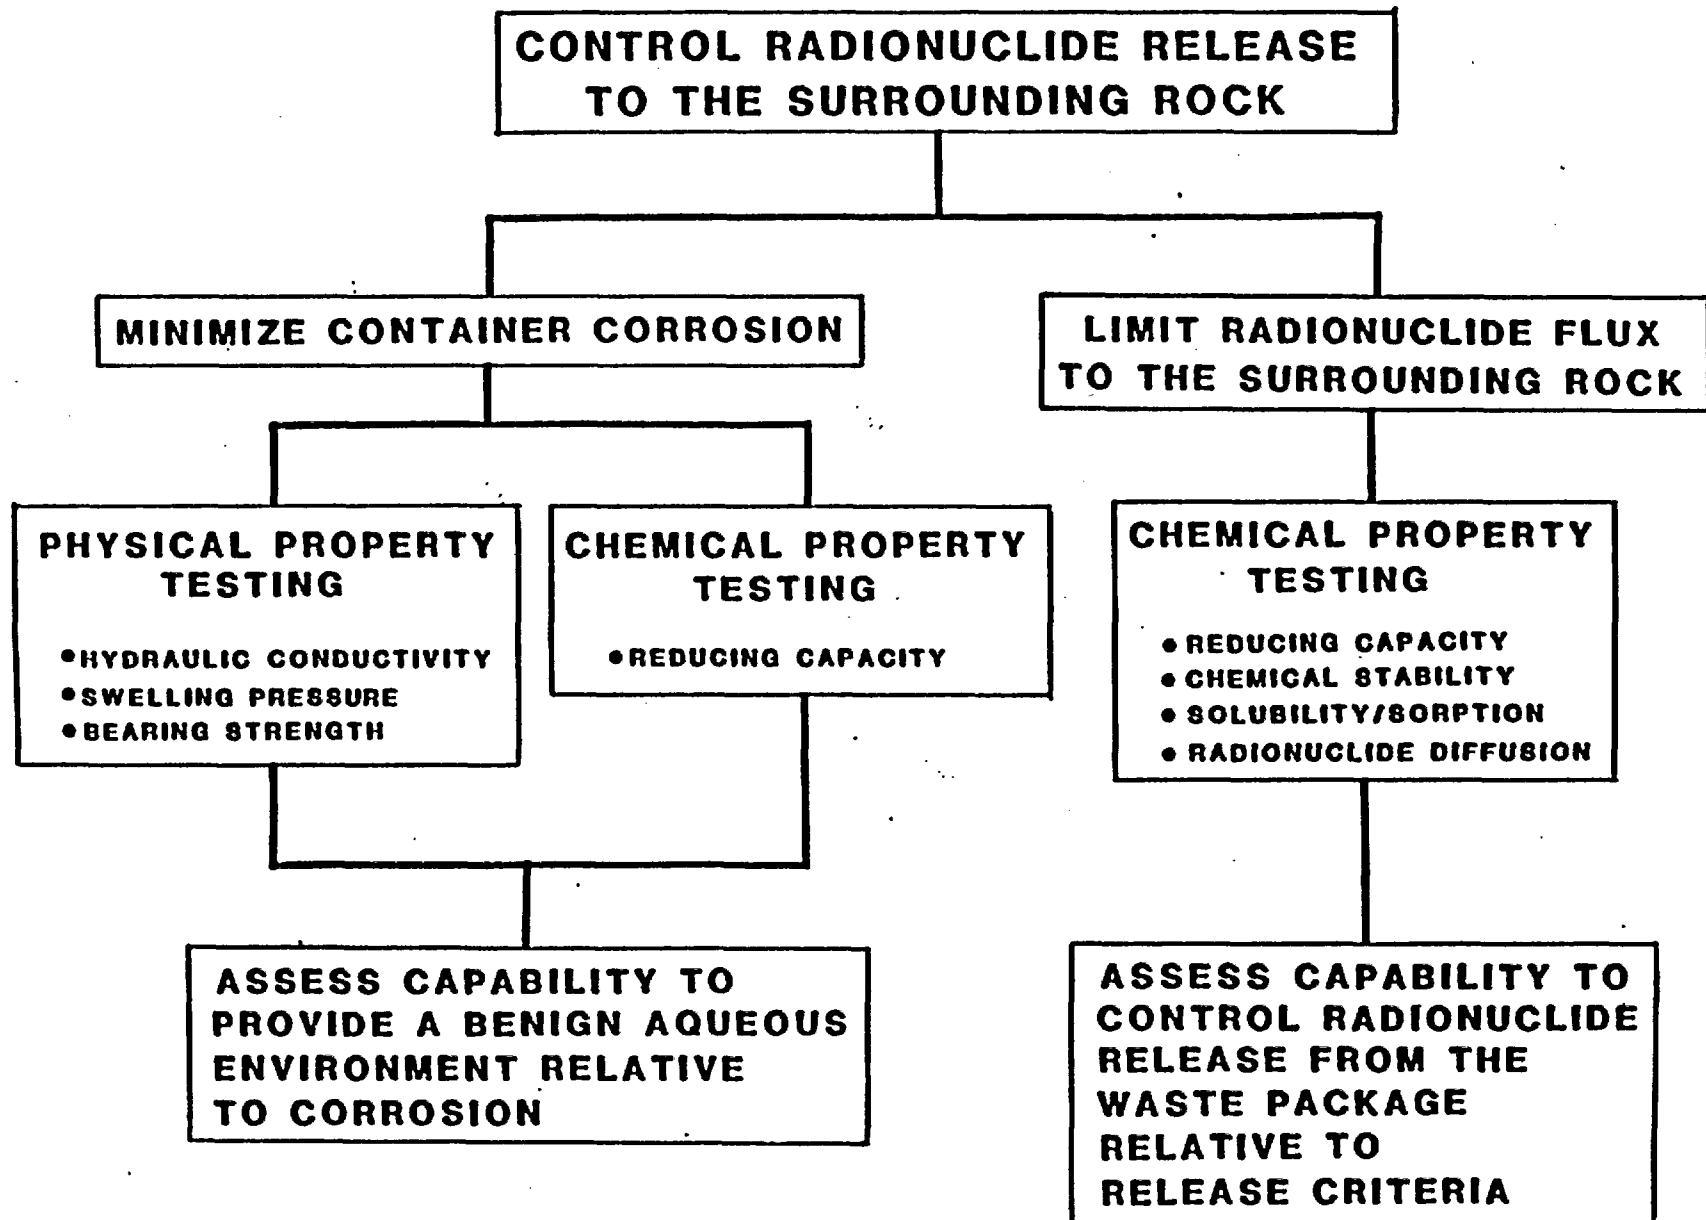 CONTROL RADIONUCLIDE RELEASE
TO THE SURROUNDING ROCK
MINIMIZE CONTAINER CORROSION
LIMIT RADIONUCLIDE FLUX
TO THE SURROUNDING ROCK
PHYSICAL PROPERTY
TESTING
•HYDRAULIC CONDUCTIVITY
•SWELLING PRESSURE
•BEARING STRENGTH
CHEMICAL PROPERTY
TESTING
•REDUCING CAPACITY
CHEMICAL PROPERTY
TESTING
• REDUCING CAPACITY
• CHEMICAL STABILITY
• SOLUBILITY/SORPTION
• RADIONUCLIDE DIFFUSION
ASSESS CAPABILITY TO
PROVIDE A BENIGN AQUEOUS
ENVIRONMENT RELATIVE
TO CORROSION
ASSESS CAPABILITY TO
CONTROL RADIONUCLIDE
RELEASE FROM THE
WASTE PACKAGE
RELATIVE TO
RELEASE CRITERIA